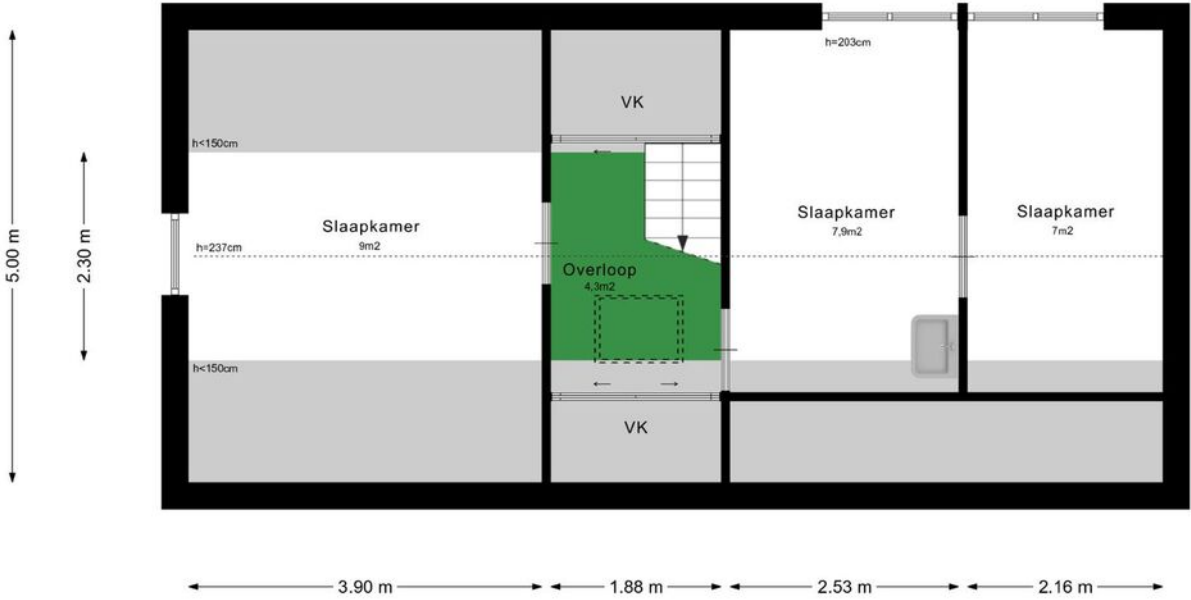 h=203cm
VK
h<150cm
Slaapkamer
9m2
Slaapkamer
7,9m2
Slaapkamer
7m2
h=237cm
Overloop
4,3m2
h<150cm
VK
5.00 m
2.30 m
3.90 m
1.88 m
2.53 m
2.16 m